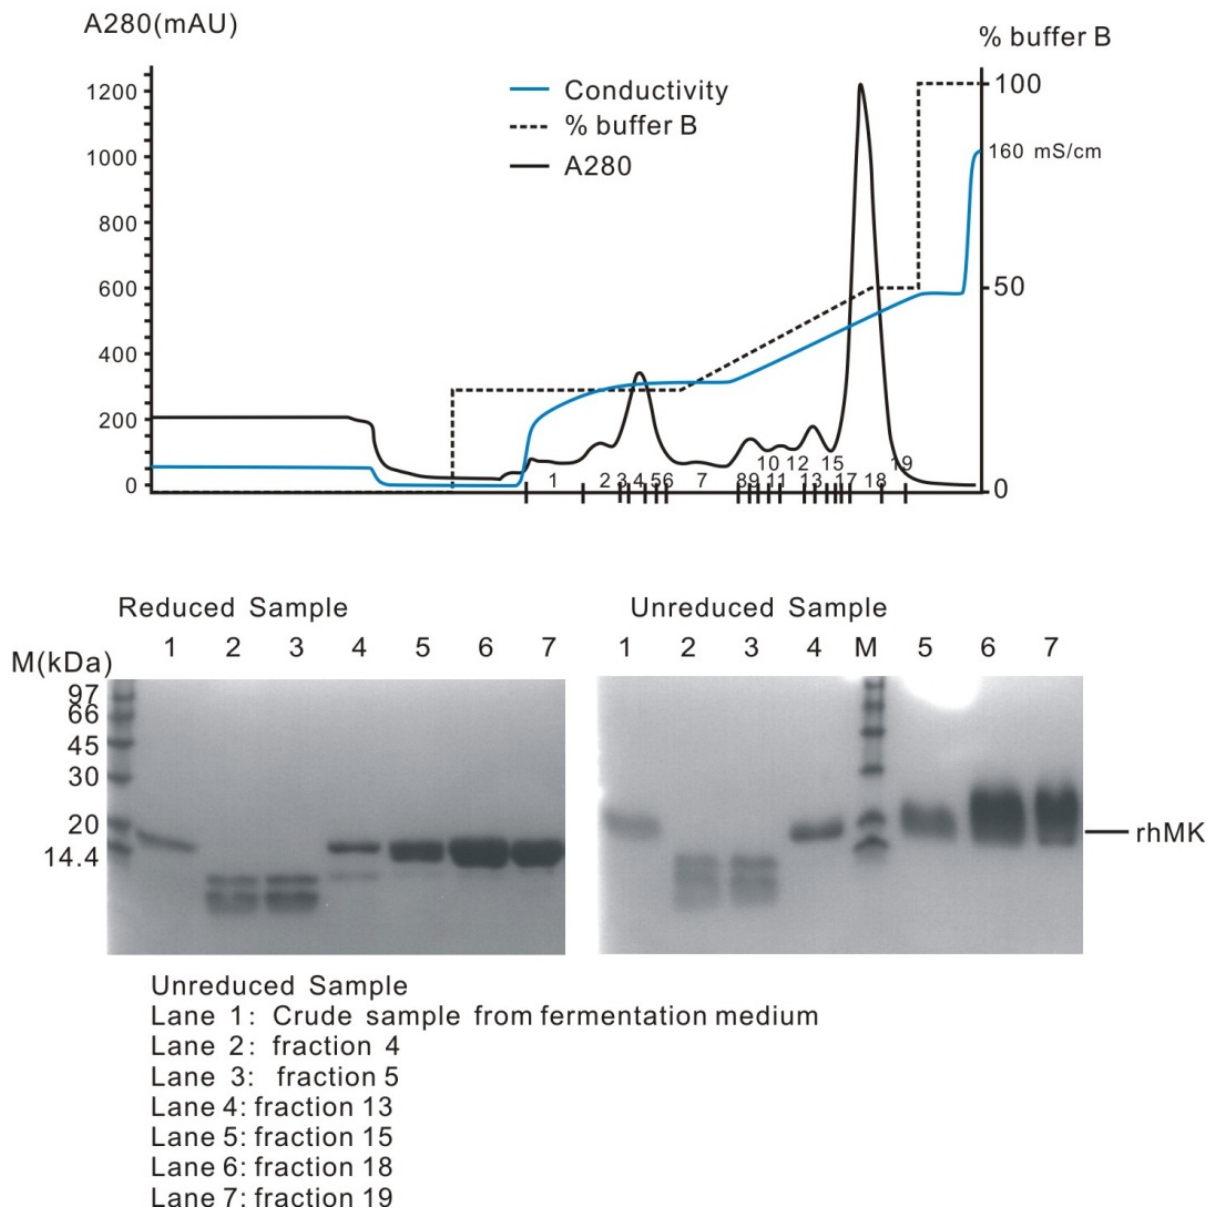 A280(mAU)
% buffer B
1200
1000
800
600
400
200
0
Conductivity
% buffer B
A280
100
160 mS/cm
50
0
10 12 15 19
1 2 3 4 5 6 7 8 9 11 13 17 18
Reduced Sample
Unreduced Sample
M(kDa)
1 2 3 4 5 6 7
1 2 3 4 M 5 6 7
97
66
45
30
20
14.4
rhMK
Unreduced Sample
Lane 1: Crude sample from fermentation medium
Lane 2: fraction 4
Lane 3: fraction 5
Lane 4: fraction 13
Lane 5: fraction 15
Lane 6: fraction 18
Lane 7: fraction 19